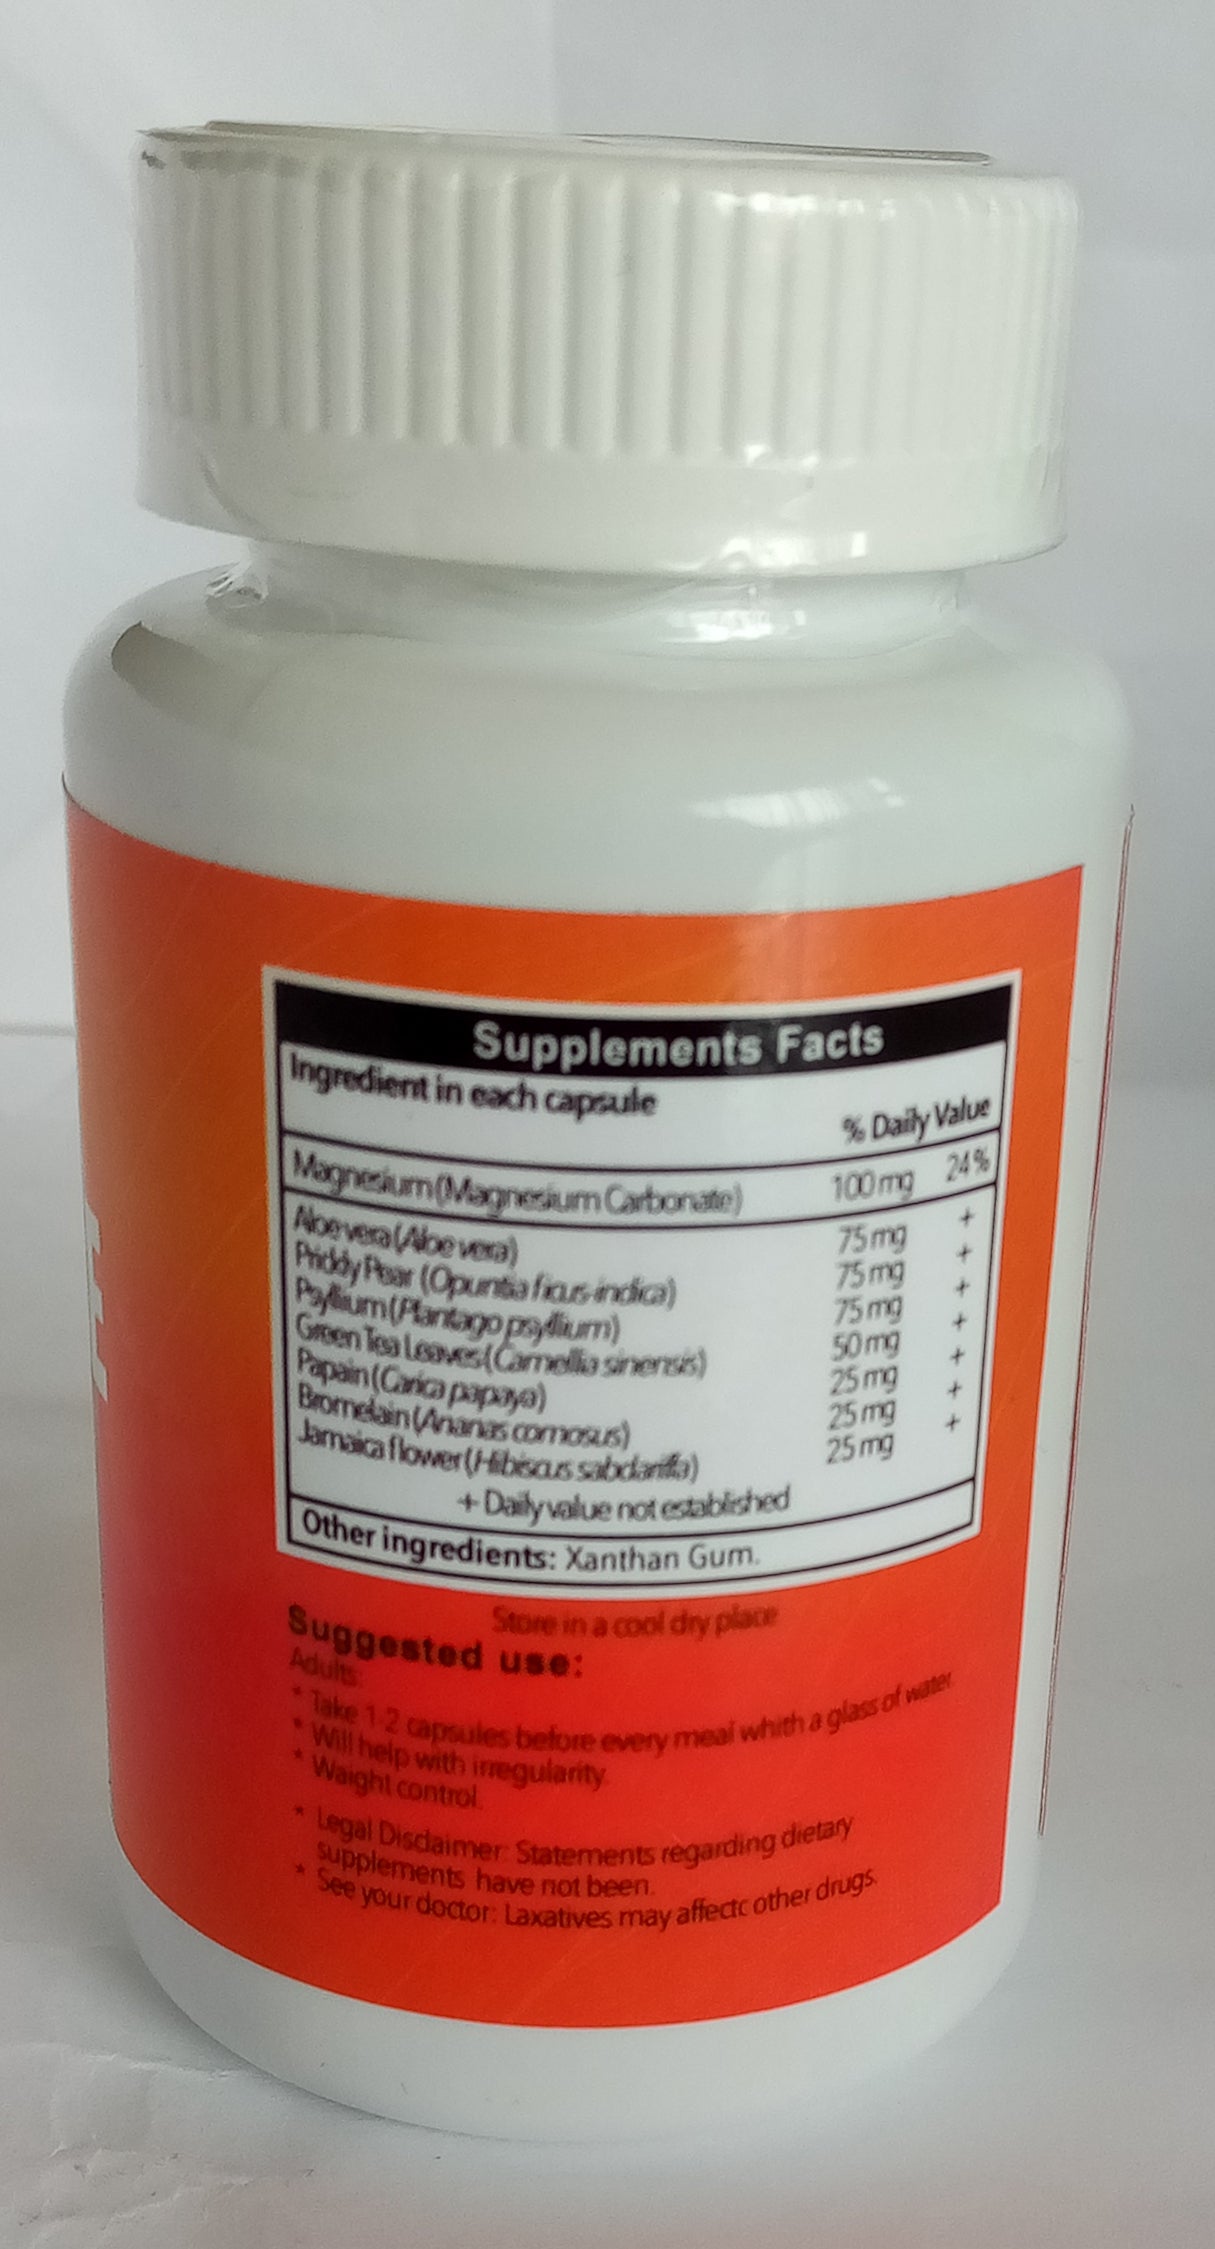 Supplements Facts
Ingredient in each capsule
% Daily Value
Magnesium (Magnesium Carbonate) 100 mg 24%
Aloe vera (Aloe vera) 75 mg +
Priddy Pear (Opuntia ficus-indica) 75 mg +
Psyllium (Plantago psyllium) 75 mg +
Green Tea Leaves (Camellia sinensis) 50 mg +
Papain (Carica papaya) 25 mg +
Bromelain (Ananas comosus) 25 mg +
Jamaica flower (Hibiscus sabdariffa) 25 mg +
+ Daily value not established
Other ingredients: Xanthan Gum.
Store in a cool dry place
Suggested use:
Adults:
* Take 1-2 capsules before every meal whith a glass of water.
* Will help with irregularity.
* Waight control.
* Legal Disclaimer: Statements regarding dietary
supplements have not been.
* See your doctor: Laxatives may affectc other drugs.